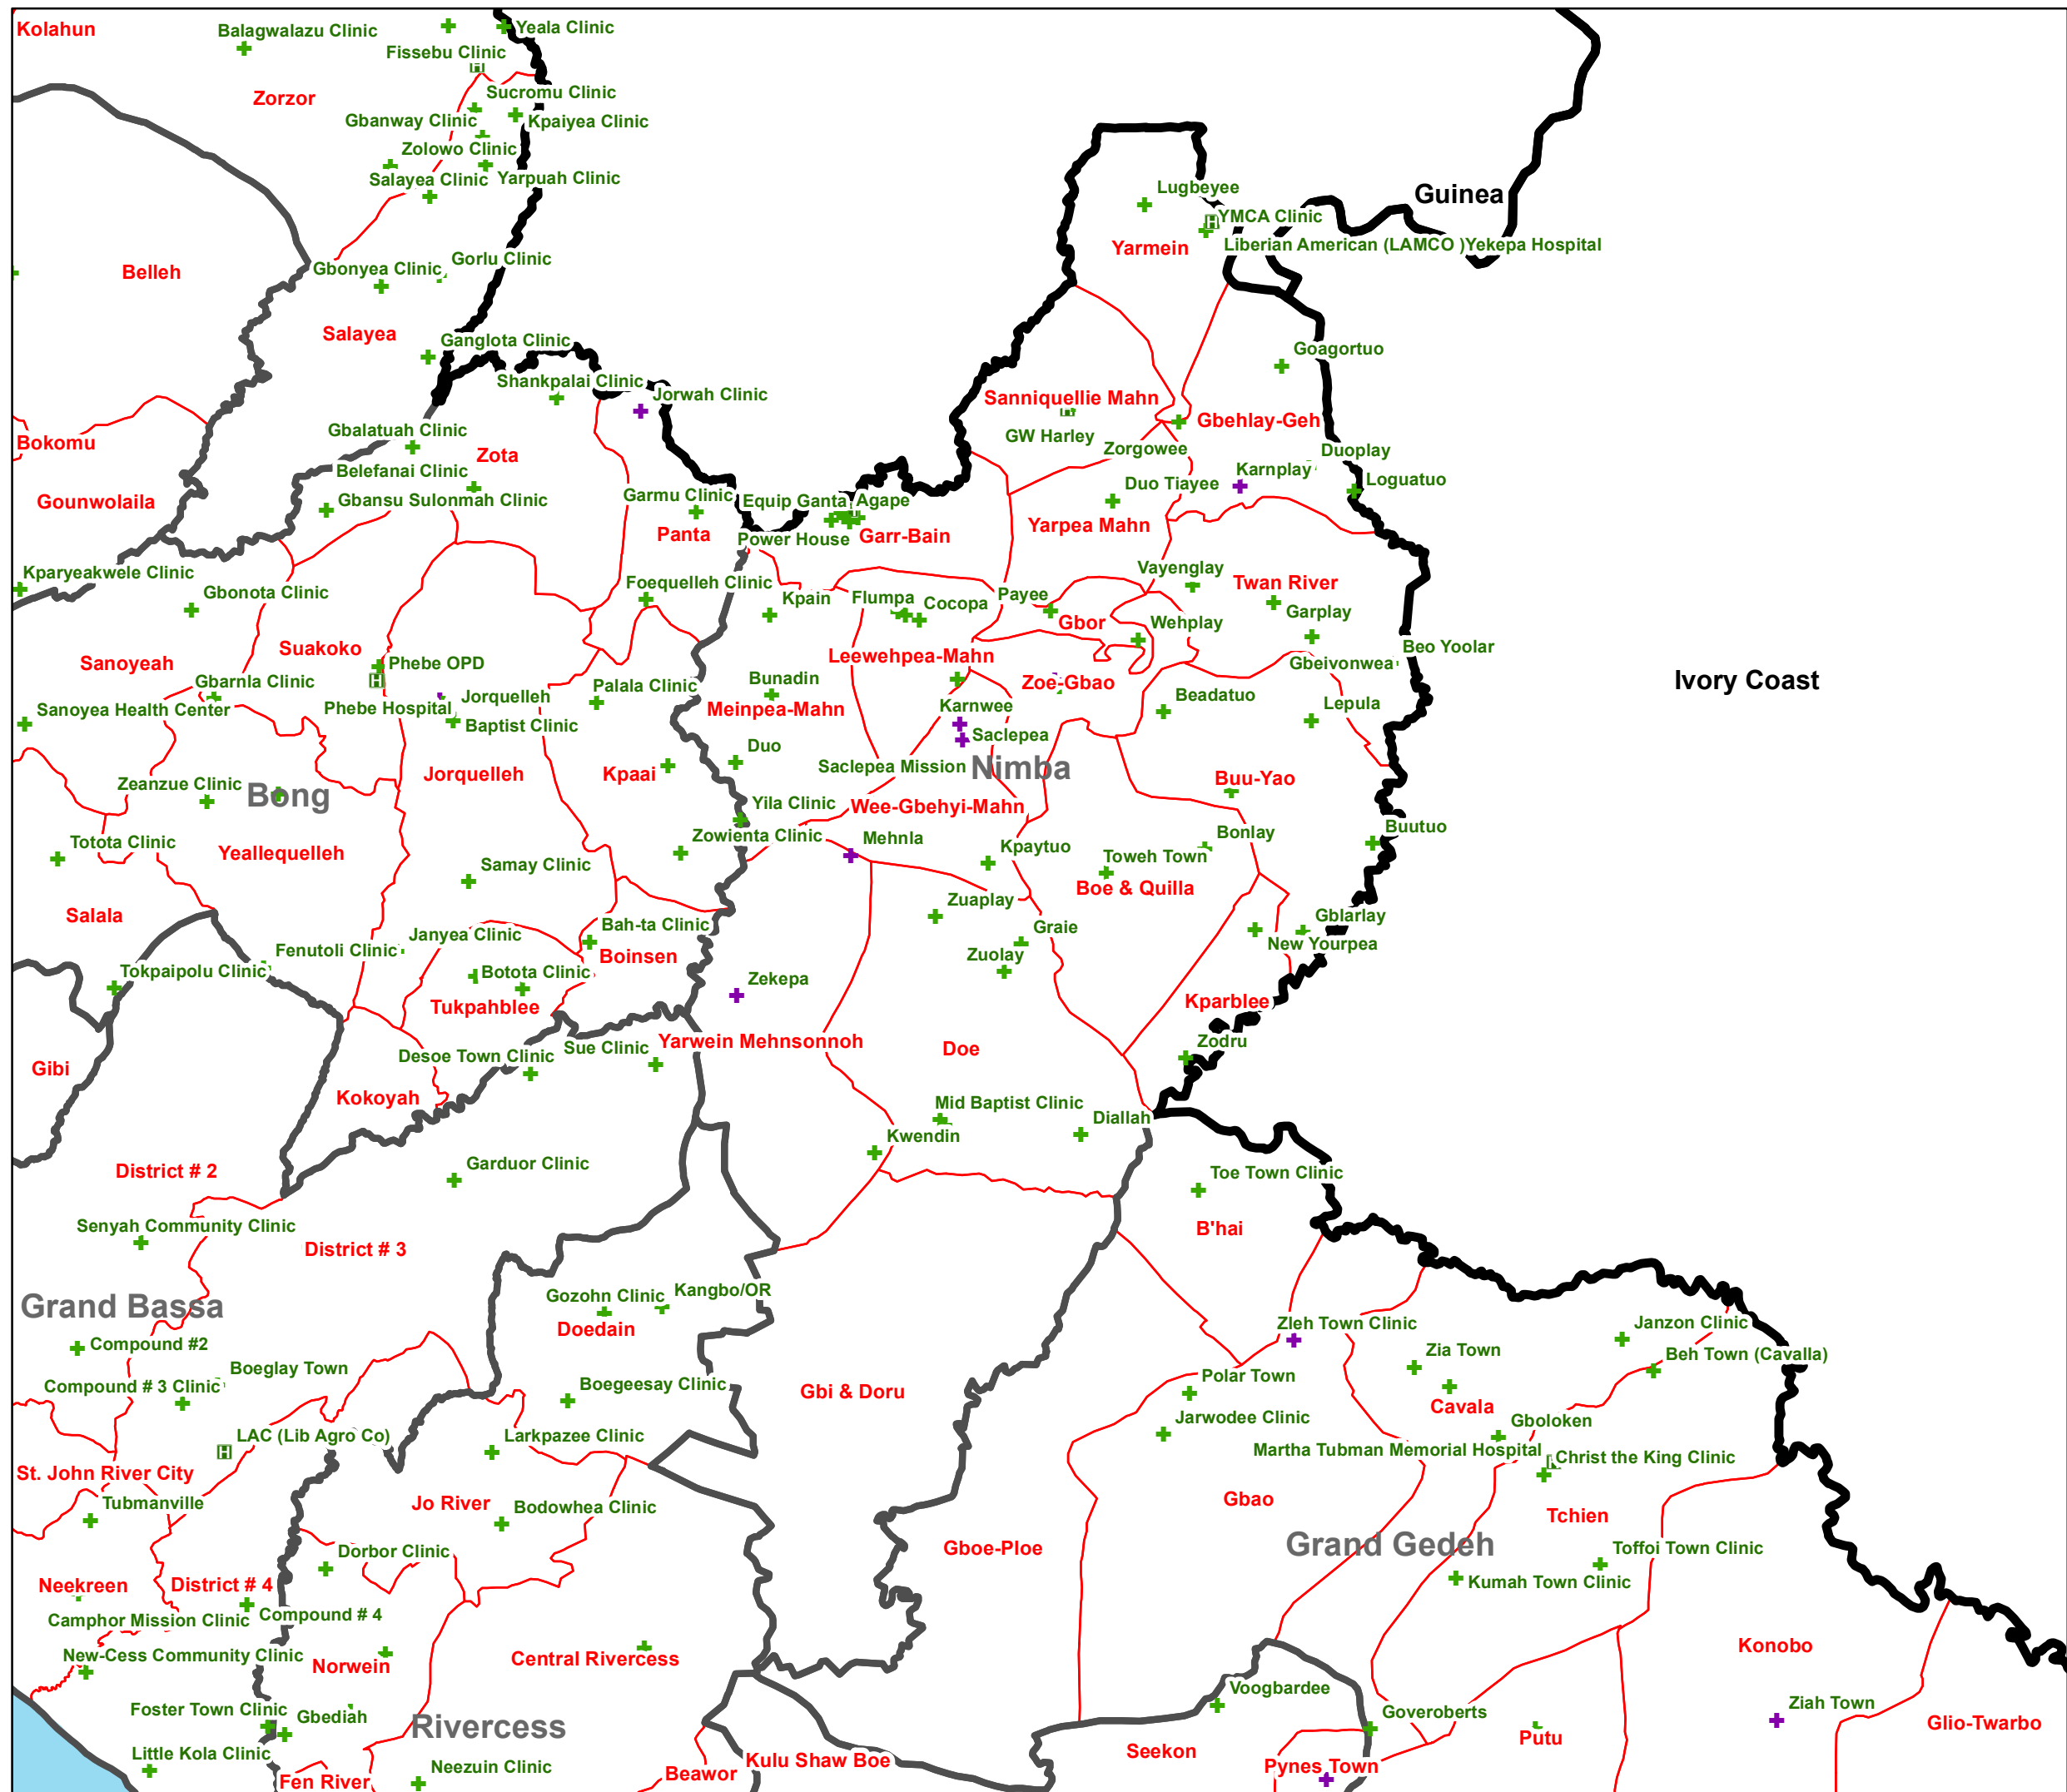 Kolahun
Balagwalazu Clinic
Yeala Clinic
Fissebu Clinic
Zorzor
Sucromu Clinic
Gbanway Clinic
Kpaiyea Clinic
Zolowo Clinic
Salayea Clinic
Yarpuah Clinic
Lugbeyee
Guinea
YMCA Clinic
Yarmein
Liberian American (LAMCO )Yekepa Hospital
Belleh
Gbonyea Clinic
Gorlu Clinic
Salayea
Ganglota Clinic
Goagortuo
Shankpalai Clinic
Jorwah Clinic
Sanniquellie Mahn
Gbehlay-Geh
Bokomu
Gbalatuah Clinic
Zota
GW Harley
Zorgowee
Duoplay
Belefanai Clinic
Karnplay
Loguatuo
Gounwolaila
Gbansu Sulonmah Clinic
Garmu Clinic
Equip Ganta
Agape
Duo Tiayee
Panta
Power House
Garr-Bain
Yarpea Mahn
Kparyeakwele Clinic
Gbonota Clinic
Foequelleh Clinic
Kpain
Flumpa
Cocopa
Payee
Vayenglay
Twan River
Garplay
Gbor
Wehplay
Suakoko
Sanoyeah
Phebe OPD
Leewehpea-Mahn
Gbeivonwea
Beo Yoolar
Gbarnla Clinic
Jorquelleh
Palala Clinic
Bunadin
Zoe-Gbao
Beadatuo
Lepula
Ivory Coast
Sanoyea Health Center
Phebe Hospital
Baptist Clinic
Meinpea-Mahn
Karnwee
Saclepea
Duo
Jorquelleh
Kpaai
Saclepea Mission
Nimba
Buu-Yao
Zeanzue Clinic
Bong
Yila Clinic
Wee-Gbehyi-Mahn
Totota Clinic
Yeallequelleh
Zowienta Clinic
Mehnla
Kpaytuo
Toweh Town
Bonlay
Buutuo
Samay Clinic
Boe & Quilla
Salala
Zuaplay
Graie
Gblarlay
New Yourpea
Fenutoli Clinic
Janyea Clinic
Bah-ta Clinic
Boinsen
Zuolay
Tokpaipolu Clinic
Botota Clinic
Tukpahblee
Zekepa
Kparblee
Gibi
Desoe Town Clinic
Sue Clinic
Yarwein Mehnsonnoh
Doe
Zodru
Kokoyah
Mid Baptist Clinic
Diallah
Kwendin
District # 2
Garduor Clinic
Toe Town Clinic
Senyah Community Clinic
B'hai
District # 3
Grand Bassa
Gozohn Clinic
Kangbo/OR
Doedain
Zleh Town Clinic
Janzon Clinic
Compound #2
Zia Town
Beh Town (Cavalla)
Boeglay Town
Compound # 3 Clinic
Boegeesay Clinic
Gbi & Doru
Polar Town
Cavala
LAC (Lib Agro Co)
Larkpazee Clinic
Jarwodee Clinic
Gboloken
Martha Tubman Memorial Hospital
Christ the King Clinic
St. John River City
Tubmanville
Jo River
Bodowhea Clinic
Gbao
Tchien
Dorbor Clinic
Gboe-Ploe
Grand Gedeh
Toffoi Town Clinic
Neekreen
District # 4
Kumah Town Clinic
Camphor Mission Clinic
Compound # 4
New-Cess Community Clinic
Norwein
Central Rivercess
Konobo
Foster Town Clinic
Gbediah
Rivercess
Voogbardee
Goveroberts
Ziah Town
Putu
Glio-Twarbo
Little Kola Clinic
Fen River
Neezuin Clinic
Beawor
Kulu Shaw Boe
Seekon
Pynes Town